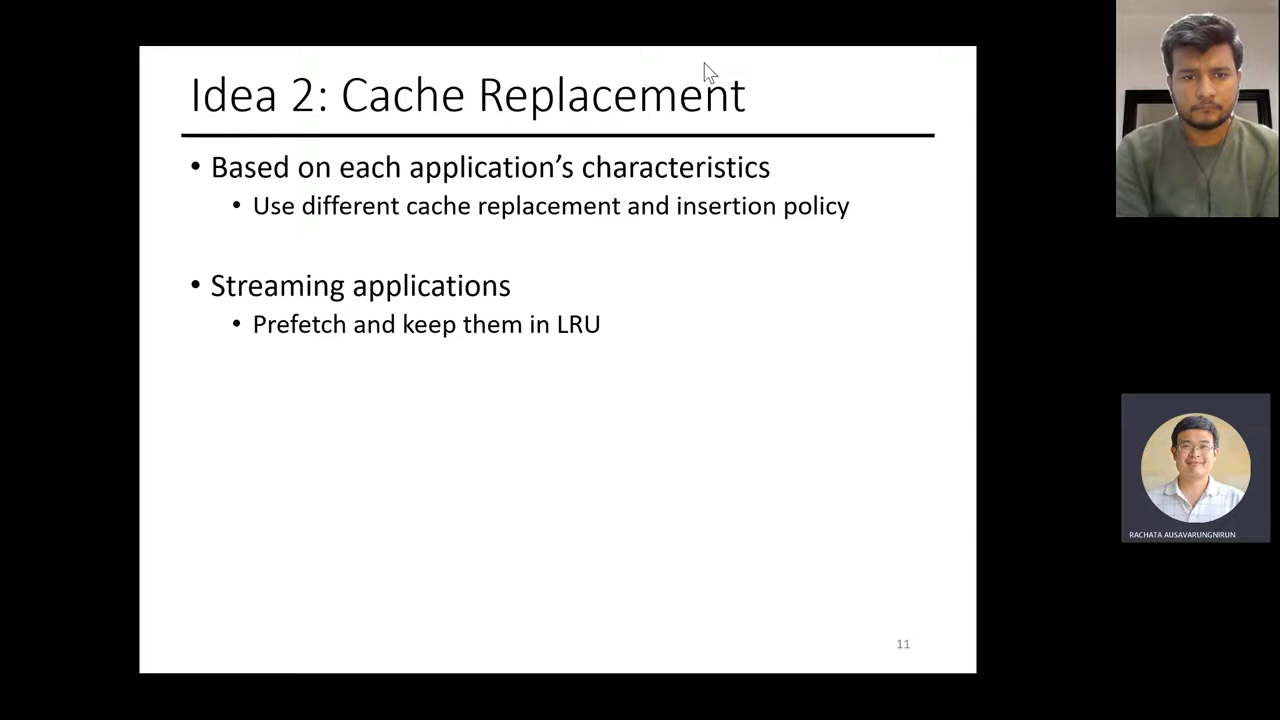 Idea 2: Cache Replacement
• Based on each application’s characteristics
• Use different cache replacement and insertion policy
• Streaming applications
• Prefetch and keep them in LRU
RACHATA AUSAVARUNGNIRUN
11